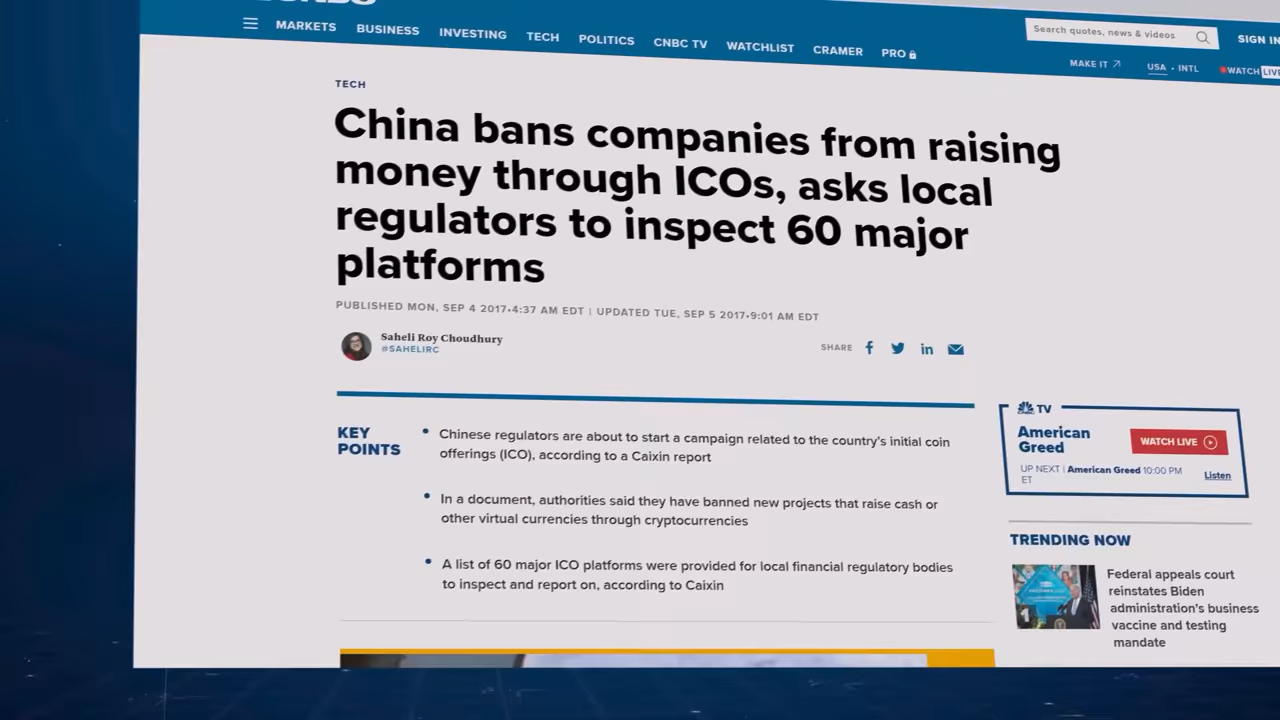 MARKETS BUSINESS INVESTING TECH POLITICS CNBC TV WATCHLIST CRAMER PRO
Search quotes, news & videos
SIGN IN
MAKE IT
USA • INTL
WATCH LIVE
TECH
China bans companies from raising
money through ICOs, asks local
regulators to inspect 60 major
platforms
PUBLISHED MON, SEP 4 2017•4:37 AM EDT | UPDATED TUE, SEP 5 2017•9:01 AM EDT
Saheli Roy Choudhury
@SAHELIRC
SHARE
KEY
POINTS
• Chinese regulators are about to start a campaign related to the country's initial coin
offerings (ICO), according to a Caixin report
• In a document, authorities said they have banned new projects that raise cash or
other virtual currencies through cryptocurrencies
• A list of 60 major ICO platforms were provided for local financial regulatory bodies
to inspect and report on, according to Caixin
TV
American
Greed
WATCH LIVE
UP NEXT | American Greed 10:00 PM
ET
Listen
TRENDING NOW
1
Federal appeals court
reinstates Biden
administration's business
vaccine and testing
mandate